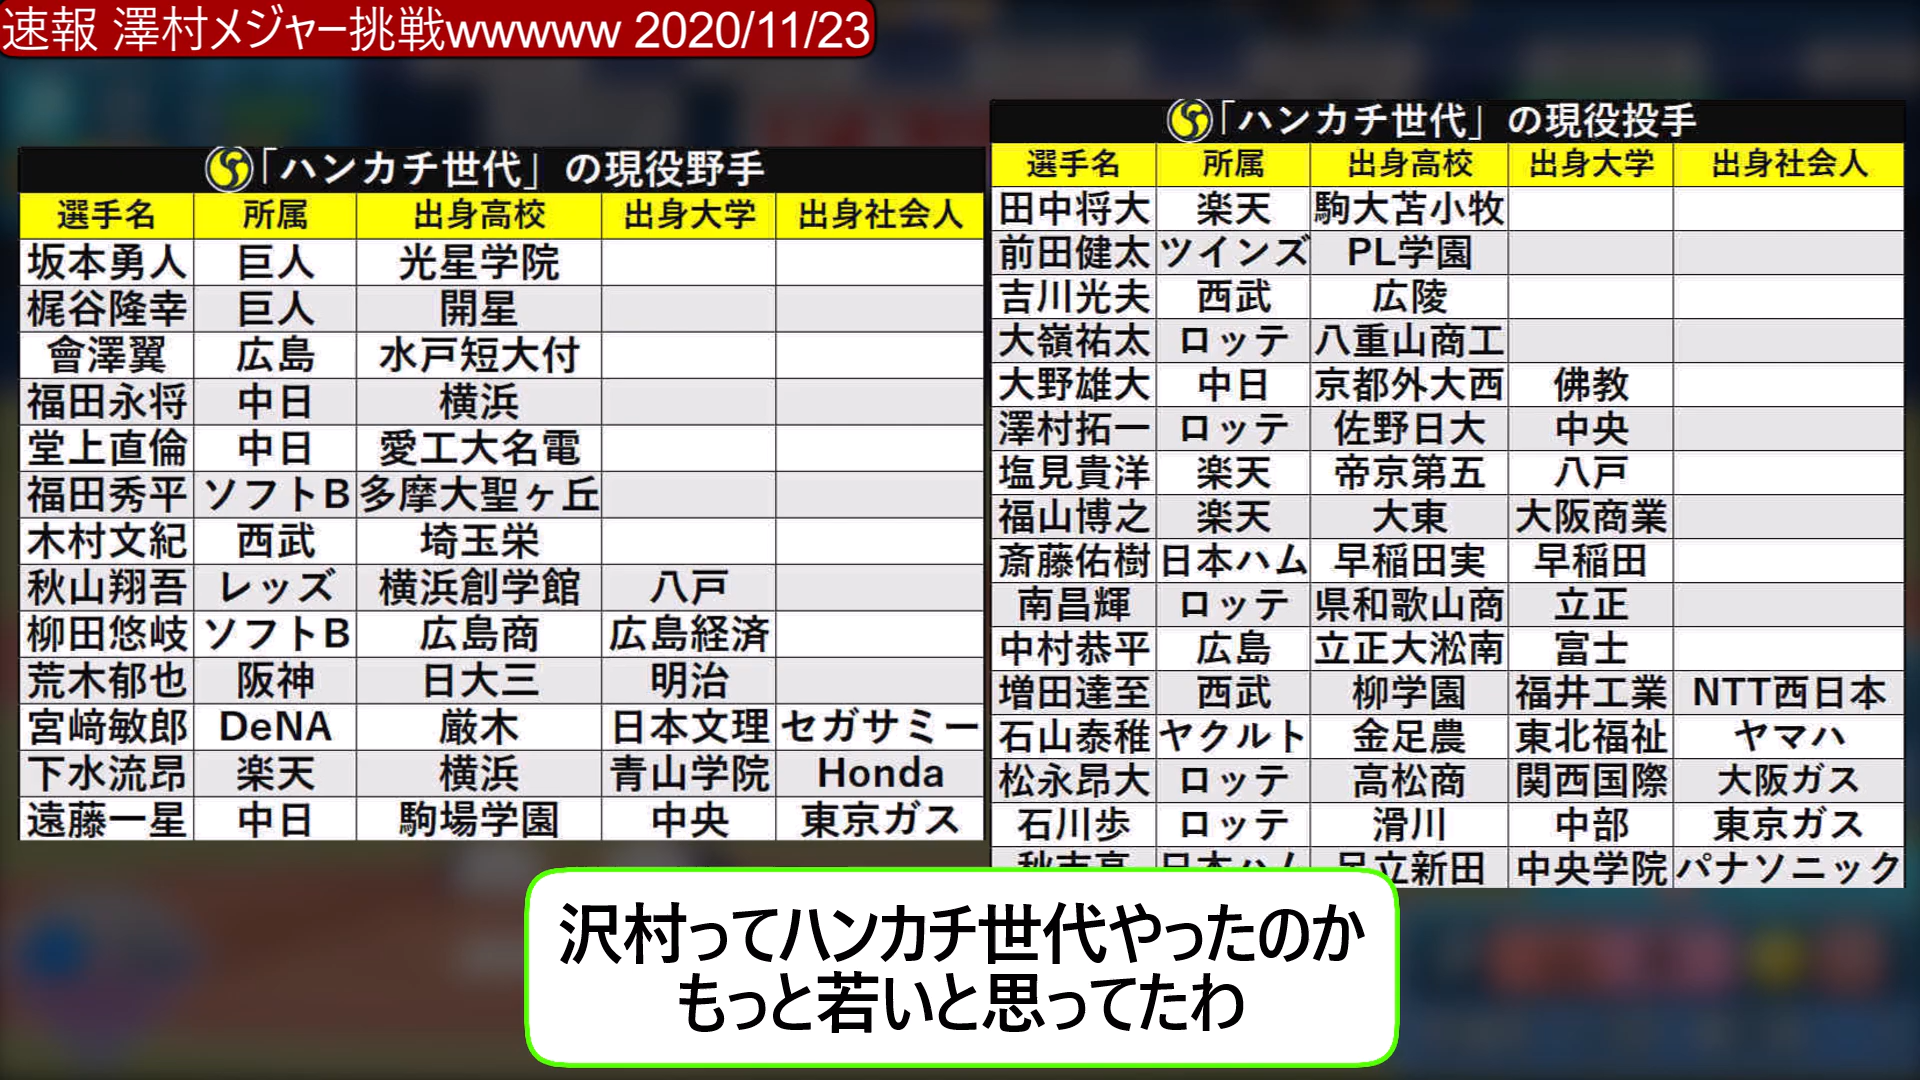 速報 澤村メジャー挑戦wwwww 2020/11/23
「ハンカチ世代」の現役野手
選手名 所属 出身高校 出身大学 出身社会人
坂本勇人 巨人 光星学院
梶谷隆幸 巨人 開星
會澤翼 広島 水戸短大付
福田永将 中日 横浜
堂上直倫 中日 愛工大名電
福田秀平 ソフトB 多摩大聖ヶ丘
木村文紀 西武 埼玉栄
秋山翔吾 レッズ 横浜創学館 八戸
柳田悠岐 ソフトB 広島商 広島経済
荒木郁也 阪神 日大三 明治
宮﨑敏郎 DeNA 厳木 日本文理 セガサミー
下水流昂 楽天 横浜 青山学院 Honda
遠藤一星 中日 駒場学園 中央 東京ガス
「ハンカチ世代」の現役投手
選手名 所属 出身高校 出身大学 出身社会人
田中将大 楽天 駒大苫小牧
前田健太 ツインズ PL学園
吉川光夫 西武 広陵
大嶺祐太 ロッテ 八重山商工
大野雄大 中日 京都外大西 佛教
澤村拓一 ロッテ 佐野日大 中央
塩見貴洋 楽天 帝京第五 八戸
福山博之 楽天 大東 大阪商業
斎藤佑樹 日本ハム 早稲田実 早稲田
南昌輝 ロッテ 県和歌山商 立正
中村恭平 広島 立正大淞南 富士
増田達至 西武 柳学園 福井工業 NTT西日本
石山泰稚 ヤクルト 金足農 東北福祉 ヤマハ
松永昂大 ロッテ 高松商 関西国際 大阪ガス
石川歩 ロッテ 滑川 中部 東京ガス
秋吉亮 日本ハム 足立新田 中央学院 パナソニック
沢村ってハンカチ世代やったのか
もっと若いと思ってたわ